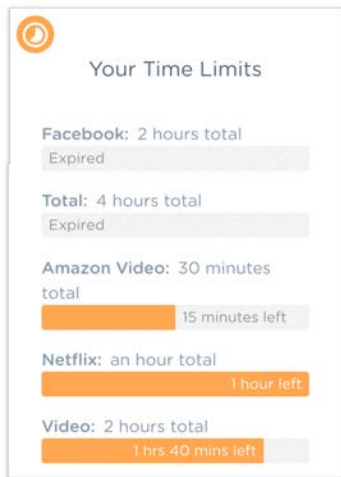 Your Time Limits
Facebook: 2 hours total
Expired
Total: 4 hours total
Expired
Amazon Video: 30 minutes
total
15 minutes left
Netflix: an hour total
1 hour left
Video: 2 hours total
1 hrs 40 mins left